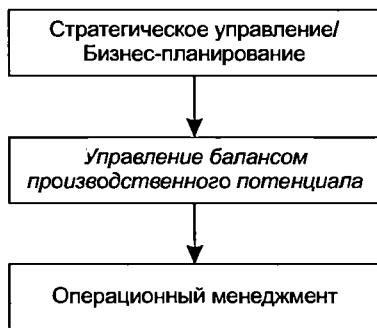 Стратегическое управление/
Бизнес-планирование
Управление балансом
производственного потенциала
Операционный менеджмент